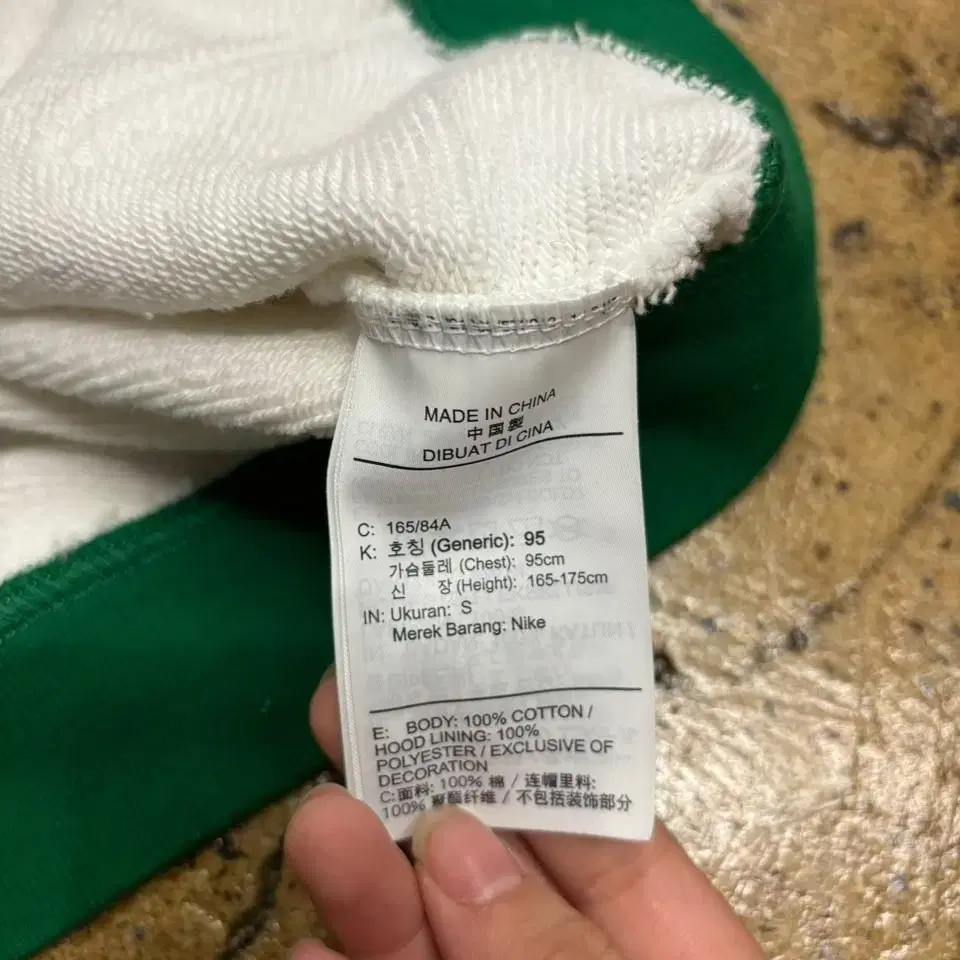 MADE IN CHINA
中国製
DIBUAT DI CINA
C: 165/84A
K: 호칭 (Generic): 95
가슴둘레 (Chest): 95cm
신 장 (Height): 165-175cm
IN: Ukuran: S
Merek Barang: Nike
E: BODY: 100% COTTON /
HOOD LINING: 100%
POLYESTER / EXCLUSIVE OF
DECORATION
C: 面料: 100% 棉 / 连帽里料:
100% 聚酯纤维 / 不包括装饰部分